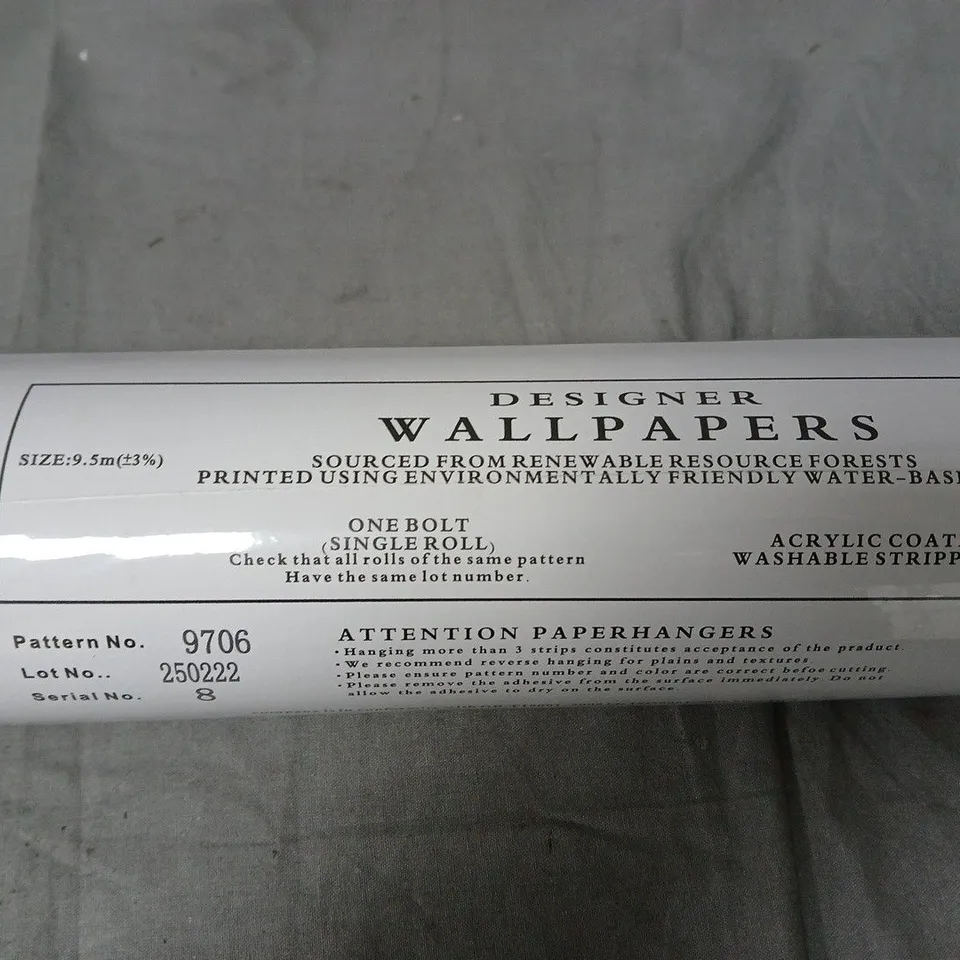 DESIGNER
WALLPAPERS
SIZE:9.5m(±3%)
SOURCED FROM RENEWABLE RESOURCE FORESTS
PRINTED USING ENVIRONMENTALLY FRIENDLY WATER-BAS
ONE BOLT
(SINGLE ROLL)
Check that all rolls of the same pattern
Have the same lot number.
ACRYLIC COAT
WASHABLE STRIPP
Pattern No. 9706
Lot No.. 250222
Serial No. 8
ATTENTION PAPERHANGERS
· Hanging more than 3 strips constitutes acceptance of the product.
· We recommend reverse hanging for plains and textures
· Please ensure pattern number and color are correct befoe cutting.
· Please remove the adhesive from the surface immediately. Do not
allow the adhesive to dry on the surface.